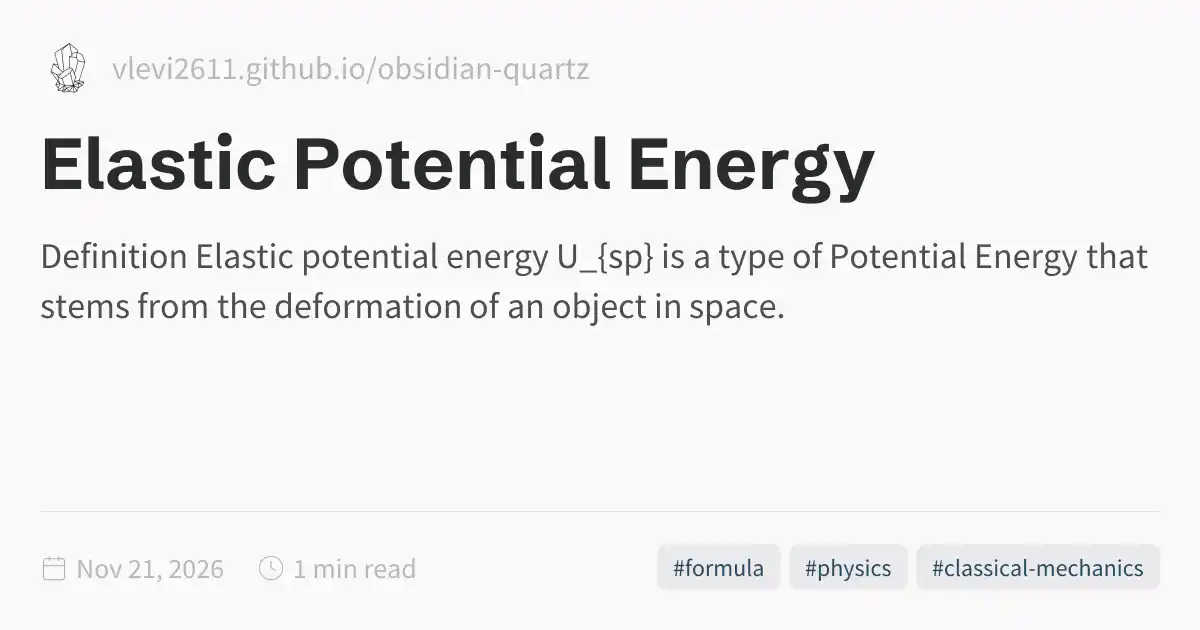 vlevi2611.github.io/obsidian-quartz
Elastic Potential Energy
Definition Elastic potential energy U_{sp} is a type of Potential Energy that
stems from the deformation of an object in space.
Nov 21, 2026 1 min read #formula #physics #classical-mechanics